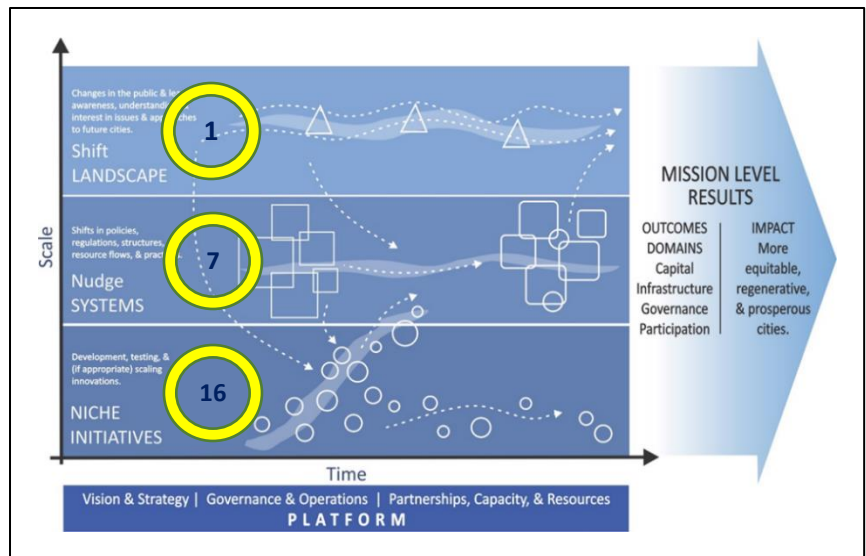 Changes in the public & le
awareness, understandi
interest in issues & app ches
to future cities.
1
Shift
LANDSCAPE
Shifts in policies,
regulations, structures,
resource flows, & prac
7
Nudge
SYSTEMS
Development, testing, &
(if appropriate) scaling
innovations.
16
NICHE
INITIATIVES
Scale
Time
Vision & Strategy | Governance & Operations | Partnerships, Capacity, & Resources
PLATFORM
MISSION LEVEL
RESULTS
OUTCOMES
DOMAINS
Capital
Infrastructure
Governance
Participation
IMPACT
More
equitable,
regenerative,
& prosperous
cities.